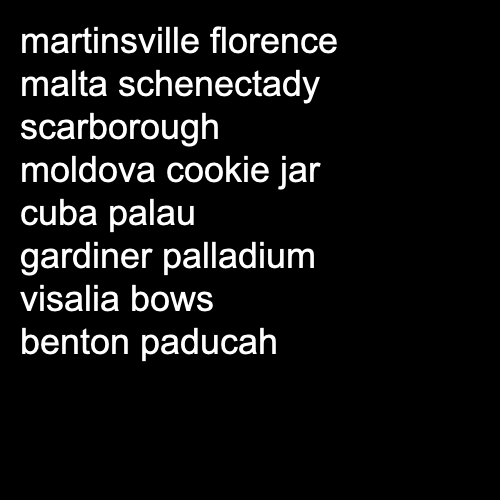 martinsville florence
malta schenectady
scarborough
moldova cookie jar
cuba palau
gardiner palladium
visalia bows
benton paducah